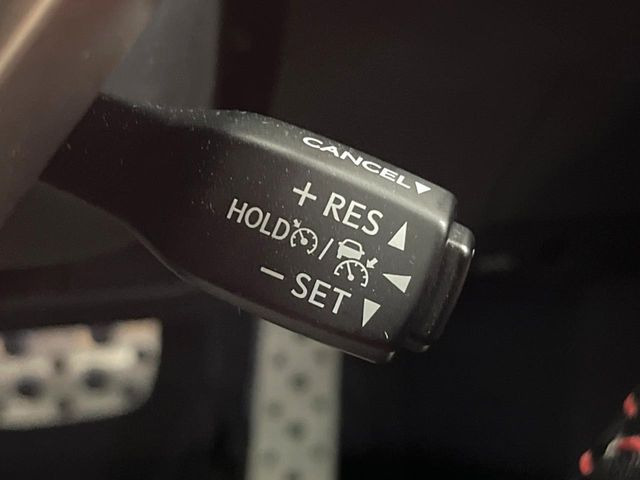 CANCEL
+ RES
HOLD /
− SET